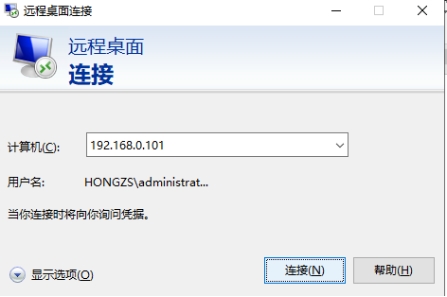 远程桌面连接
远程桌面
连接
计算机(C): 192.168.0.101
用户名: HONGZS\administrat...
当你连接时将向你询问凭据。
显示选项(O) 连接(N) 帮助(H)